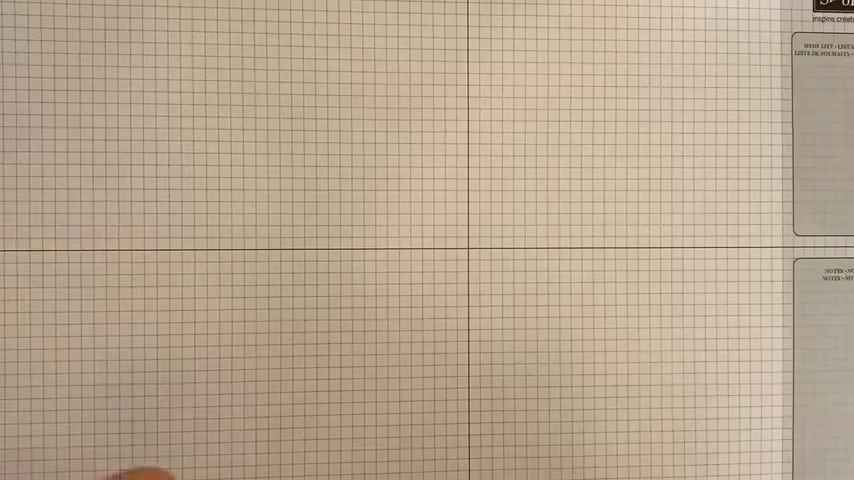 inspire. create
WISH LIST • LISTA
LISTE DE SOUHAITS •
NOTES • NO
NOTES • NO